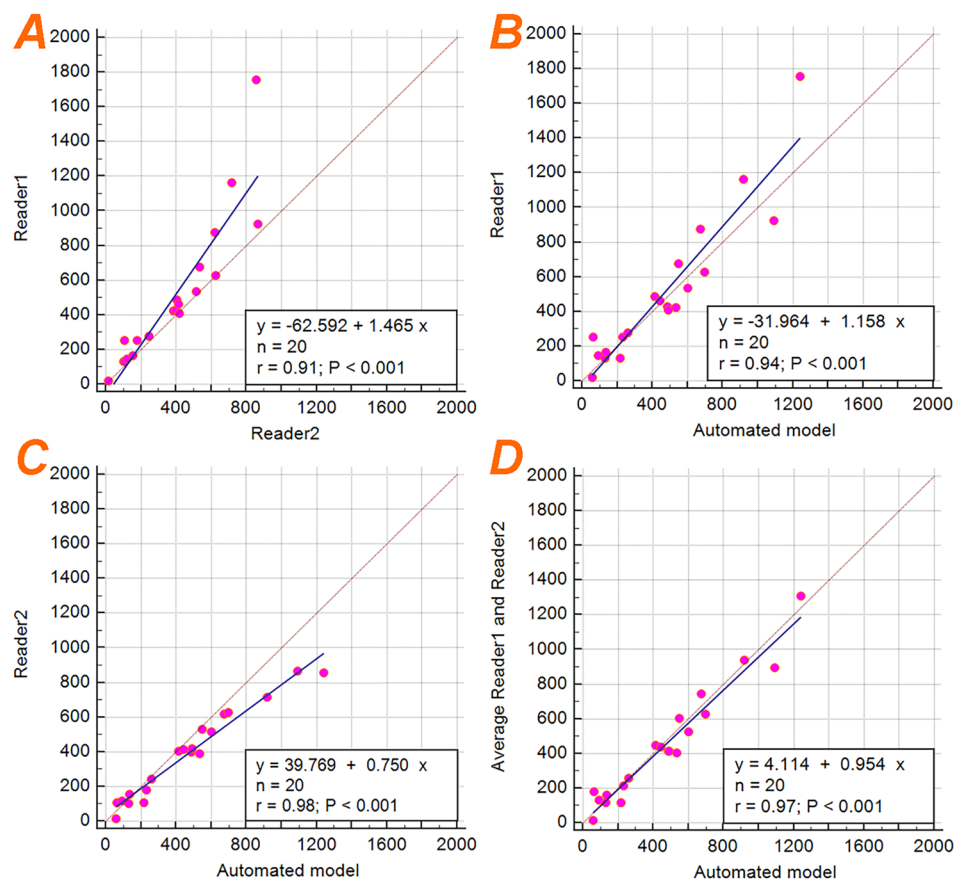 A
2000
1800
1600
1400
1200
1000
800
600
400
200
0
Reader1
y = -62.592 + 1.465 x
n = 20
r = 0.91; P < 0.001
0 400 800 1200 1600 2000
Reader2
B
2000
1800
1600
1400
1200
1000
800
600
400
200
0
Reader1
y = -31.964 + 1.158 x
n = 20
r = 0.94; P < 0.001
0 400 800 1200 1600 2000
Automated model
C
2000
1800
1600
1400
1200
1000
800
600
400
200
0
Reader2
y = 39.769 + 0.750 x
n = 20
r = 0.98; P < 0.001
0 400 800 1200 1600 2000
Automated model
D
2000
1800
1600
1400
1200
1000
800
600
400
200
0
Average Reader1 and Reader2
y = 4.114 + 0.954 x
n = 20
r = 0.97; P < 0.001
0 400 800 1200 1600 2000
Automated model